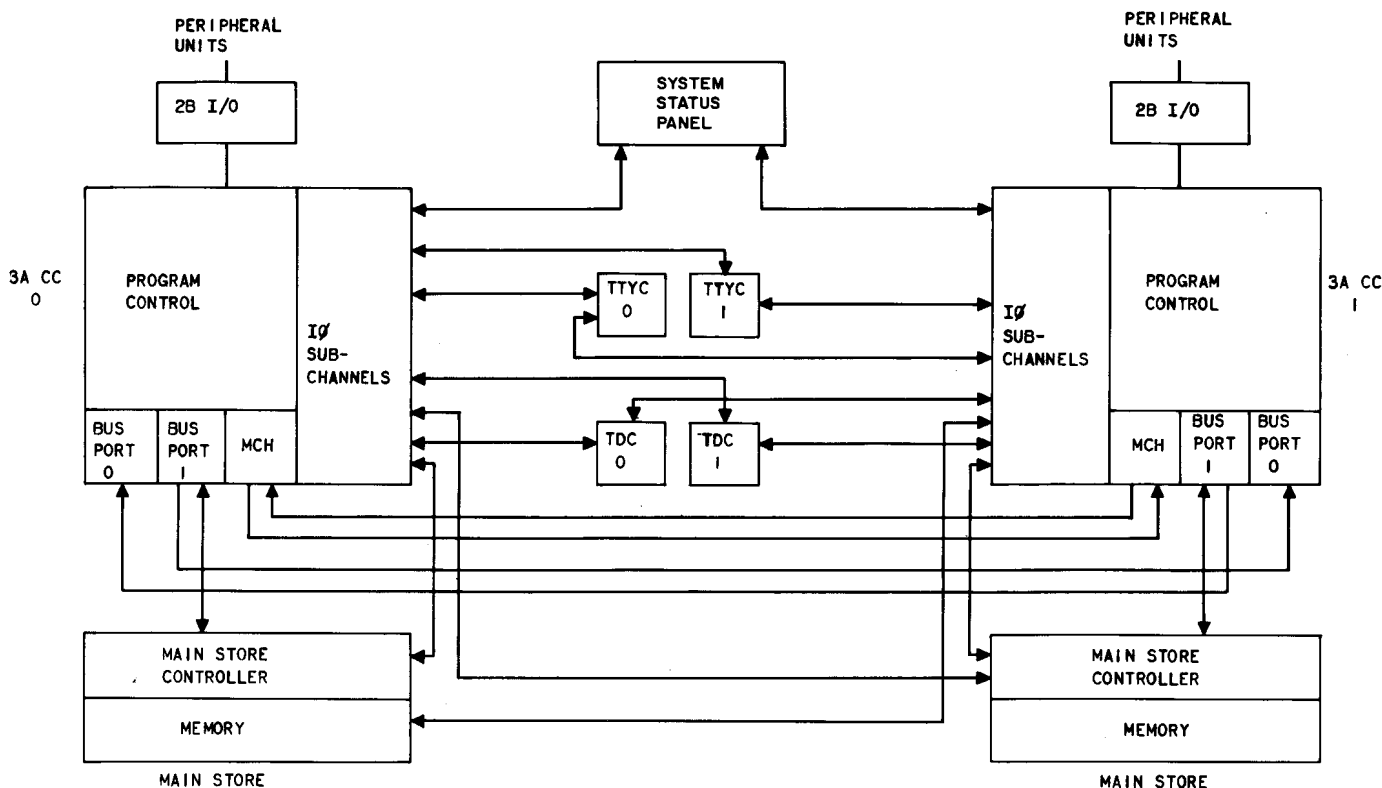 PERIPHERAL
UNITS
2B I/O
SYSTEM
STATUS
PANEL
PERIPHERAL
UNITS
2B I/O
3A CC
0
PROGRAM
CONTROL
IØ
SUB-
CHANNELS
BUS
PORT
0
BUS
PORT
1
MCH
TTYC
0
TTYC
1
TDC
0
TDC
1
IØ
SUB-
CHANNELS
PROGRAM
CONTROL
3A CC
1
MCH
BUS
PORT
1
BUS
PORT
0
MAIN STORE
CONTROLLER
MEMORY
MAIN STORE
MAIN STORE
CONTROLLER
MEMORY
MAIN STORE